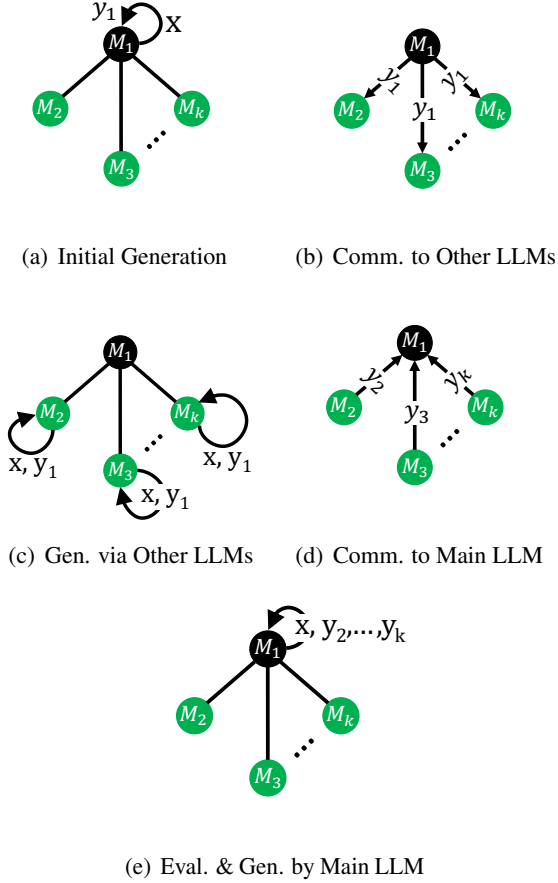 y₁
x
M₁
M₂
Mₖ
M₃
(a) Initial Generation
M₁
y₁
y₁
y₁
M₂
Mₖ
M₃
(b) Comm. to Other LLMs
M₁
M₂
Mₖ
M₃
x, y₁
x, y₁
x, y₁
(c) Gen. via Other LLMs
M₁
y₂
y₃
yₖ
M₂
Mₖ
M₃
(d) Comm. to Main LLM
x, y₂,...,yₖ
M₁
M₂
Mₖ
M₃
(e) Eval. & Gen. by Main LLM